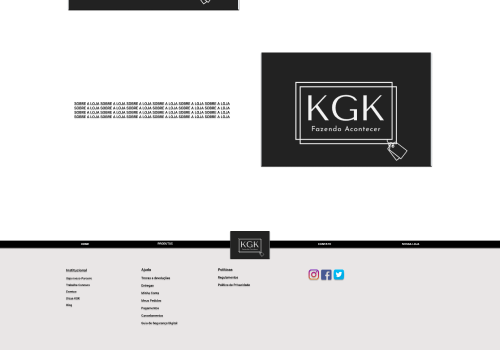 SOBRE A LOJA SOBRE A LOJA SOBRE A LOJA SOBRE A LOJA SOBRE A LOJA SOBRE A LOJA
SOBRE A LOJA SOBRE A LOJA SOBRE A LOJA SOBRE A LOJA SOBRE A LOJA SOBRE A LOJA
SOBRE A LOJA SOBRE A LOJA SOBRE A LOJA SOBRE A LOJA SOBRE A LOJA SOBRE A LOJA
SOBRE A LOJA SOBRE A LOJA SOBRE A LOJA SOBRE A LOJA SOBRE A LOJA SOBRE A LOJA
KGK
Fazendo Acontecer
HOME PRODUTOS KGK CONTATO NOSSA LOJA
Institucional
Trabalhe Conosco
Eventos
Dicas KGK
Blog
Ajuda
Trocas e devoluções
Entregas
Minha Conta
Meus Pedidos
Pagamentos
Cancelamentos
Guia de Segurança Digital
Políticas
Regulamentos
Política de Privacidade